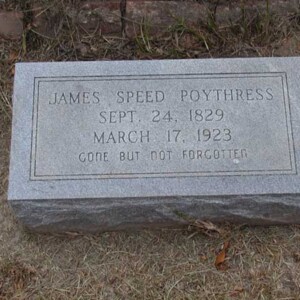 JAMES SPEED POYTHRESS
SEPT. 24, 1829
MARCH 17, 1923
GONE BUT NOT FORGOTTEN